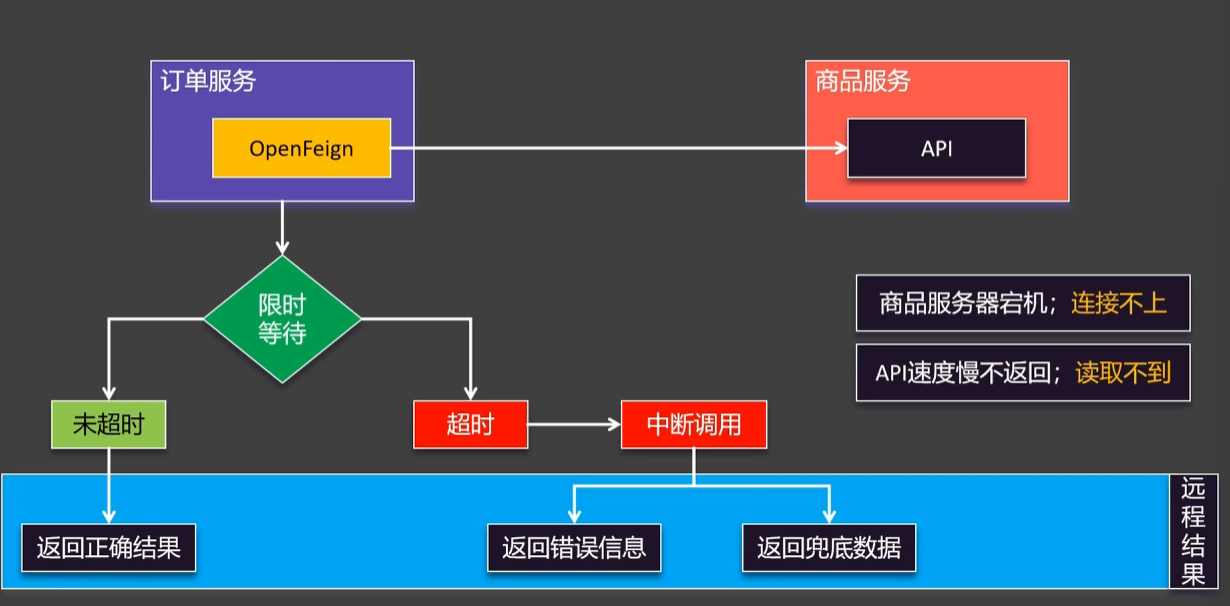 订单服务
OpenFeign
商品服务
API
限时
等待
商品服务器宕机；连接不上
API速度慢不返回；读取不到
未超时
超时
中断调用
返回正确结果
返回错误信息
返回兜底数据
远
程
结
果